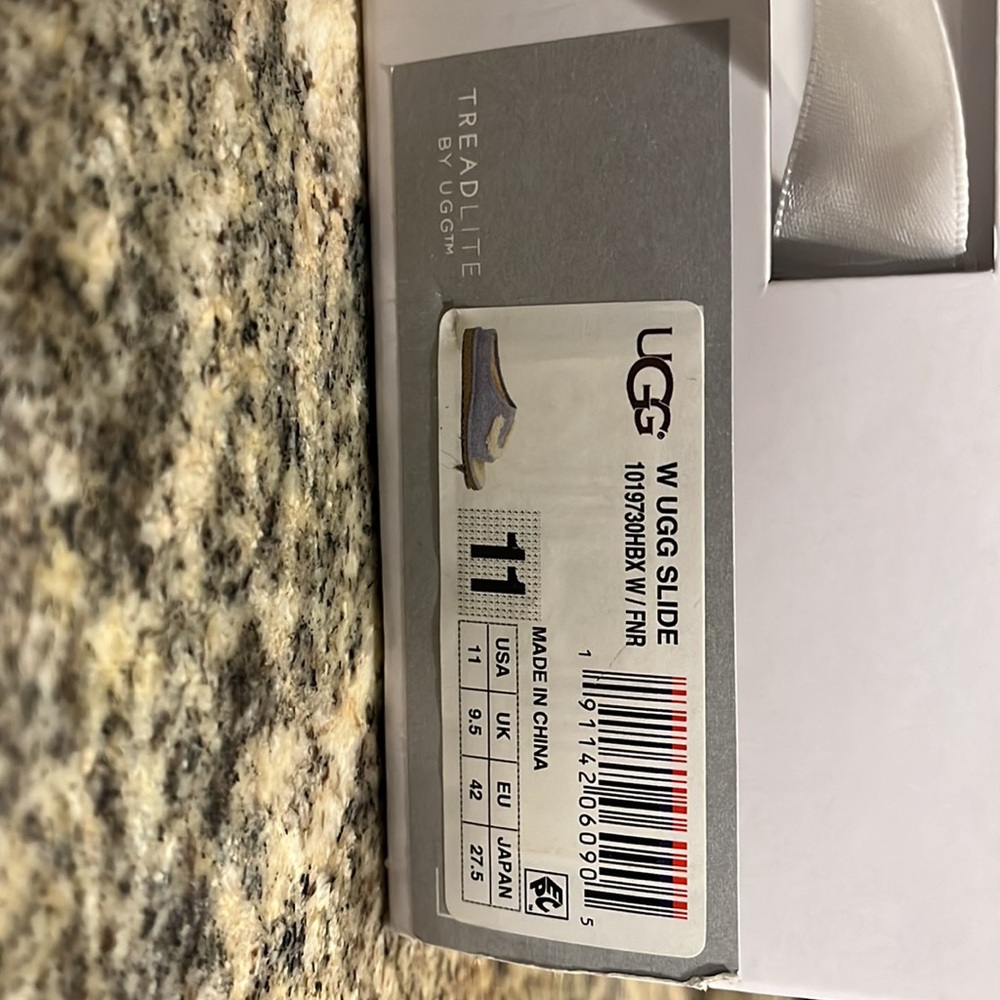 TREADLITE
BY UGG™
UGG®
W UGG SLIDE
1019730HBX W / FNR
1 91142 06090 5
MADE IN CHINA
11
USA UK EU JAPAN
11 9.5 42 27.5